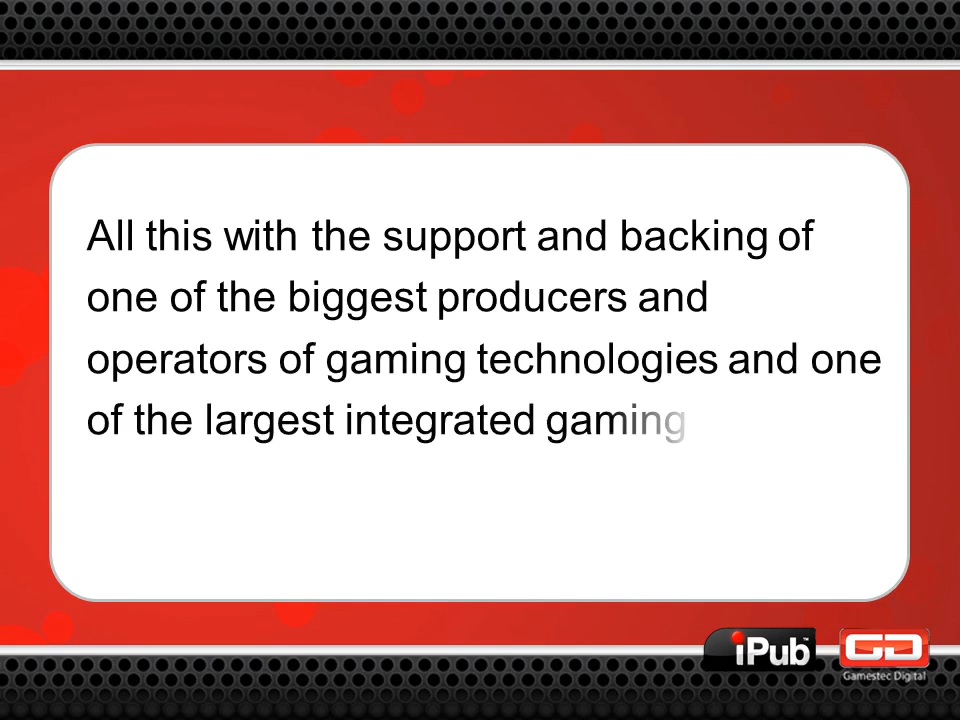 All this with the support and backing of
one of the biggest producers and
operators of gaming technologies and one
of the largest integrated gaming
iPub™
GD
Gamestec Digital